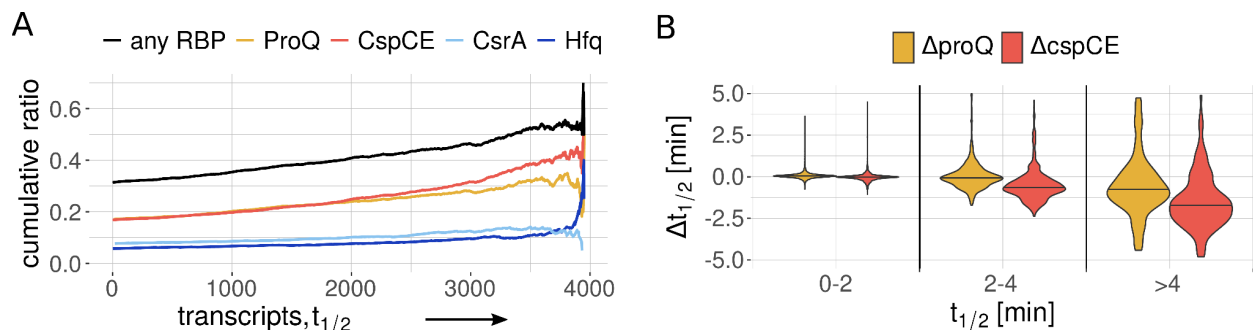 A
any RBP ProQ CspCE CsrA Hfq
cumulative ratio
0.6
0.4
0.2
0.0
0 1000 2000 3000 4000
transcripts, t1/2
B
ΔproQ ΔcspCE
Δt1/2 [min]
5.0
2.5
0.0
-2.5
-5.0
0-2 2-4 >4
t1/2 [min]